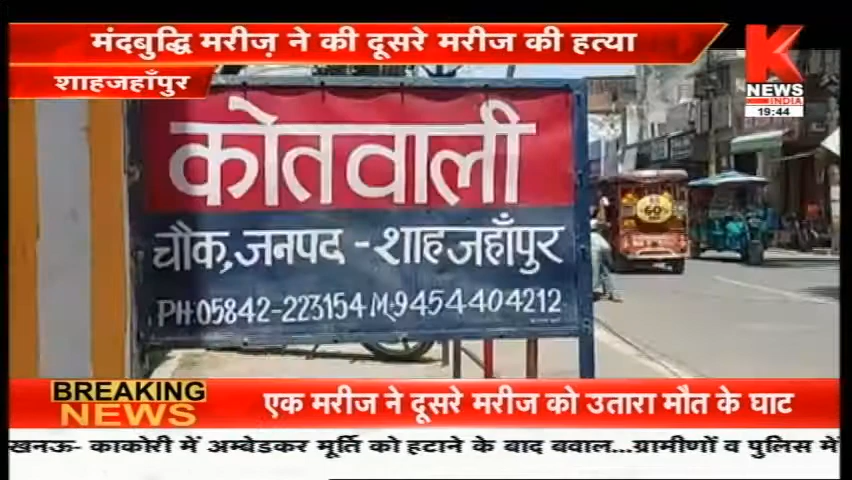 मंदबुद्धि मरीज़ ने की दूसरे मरीज की हत्या
शाहजहाँपुर
K
NEWS
INDIA
19:44
कोतवाली
चौक, जनपद - शाहजहाँपुर
PH:05842-223154 M:9454404212
60%
BREAKING
NEWS
एक मरीज ने दूसरे मरीज को उतारा मौत के घाट
खनऊ- काकोरी में अम्बेडकर मूर्ति को हटाने के बाद बवाल...ग्रामीणों व पुलिस में